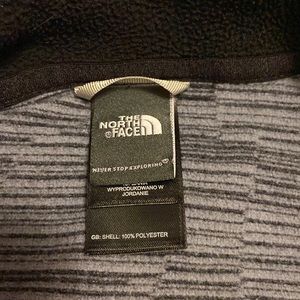 THE
NORTH
FACE
NEVER STOP EXPLORING
WYPRODUKOWANO W
JORDANIE
GB: SHELL: 100% POLYESTER